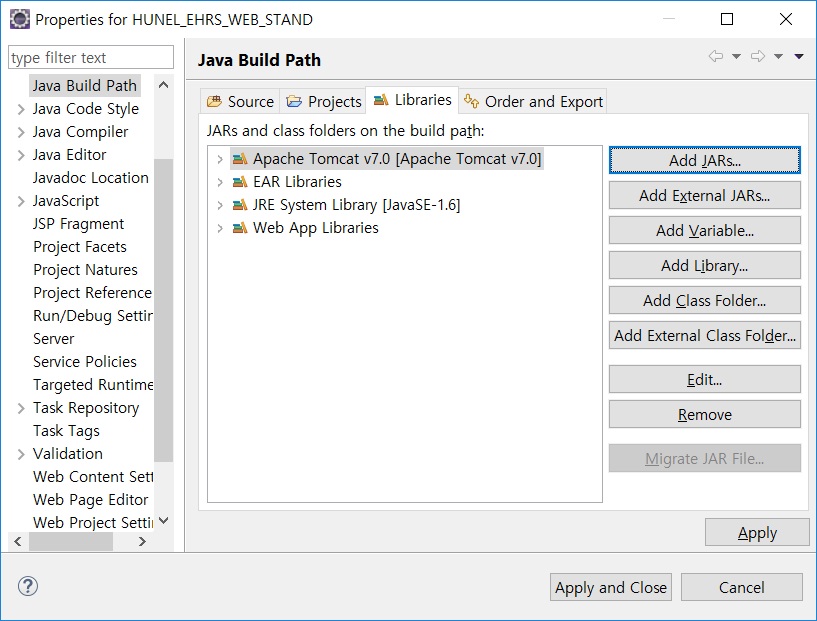 Properties for HUNEL_EHRS_WEB_STAND
type filter text
Java Build Path
Java Code Style
Java Compiler
Java Editor
Javadoc Location
JavaScript
JSP Fragment
Project Facets
Project Natures
Project Reference
Run/Debug Settin
Server
Service Policies
Targeted Runtime
Task Repository
Task Tags
Validation
Web Content Sett
Web Page Editor
Web Project Settin
Java Build Path
Source Projects Libraries Order and Export
JARs and class folders on the build path:
Apache Tomcat v7.0 [Apache Tomcat v7.0]
EAR Libraries
JRE System Library [JavaSE-1.6]
Web App Libraries
Add JARs...
Add External JARs...
Add Variable...
Add Library...
Add Class Folder...
Add External Class Folder...
Edit...
Remove
Migrate JAR File...
Apply
Apply and Close Cancel